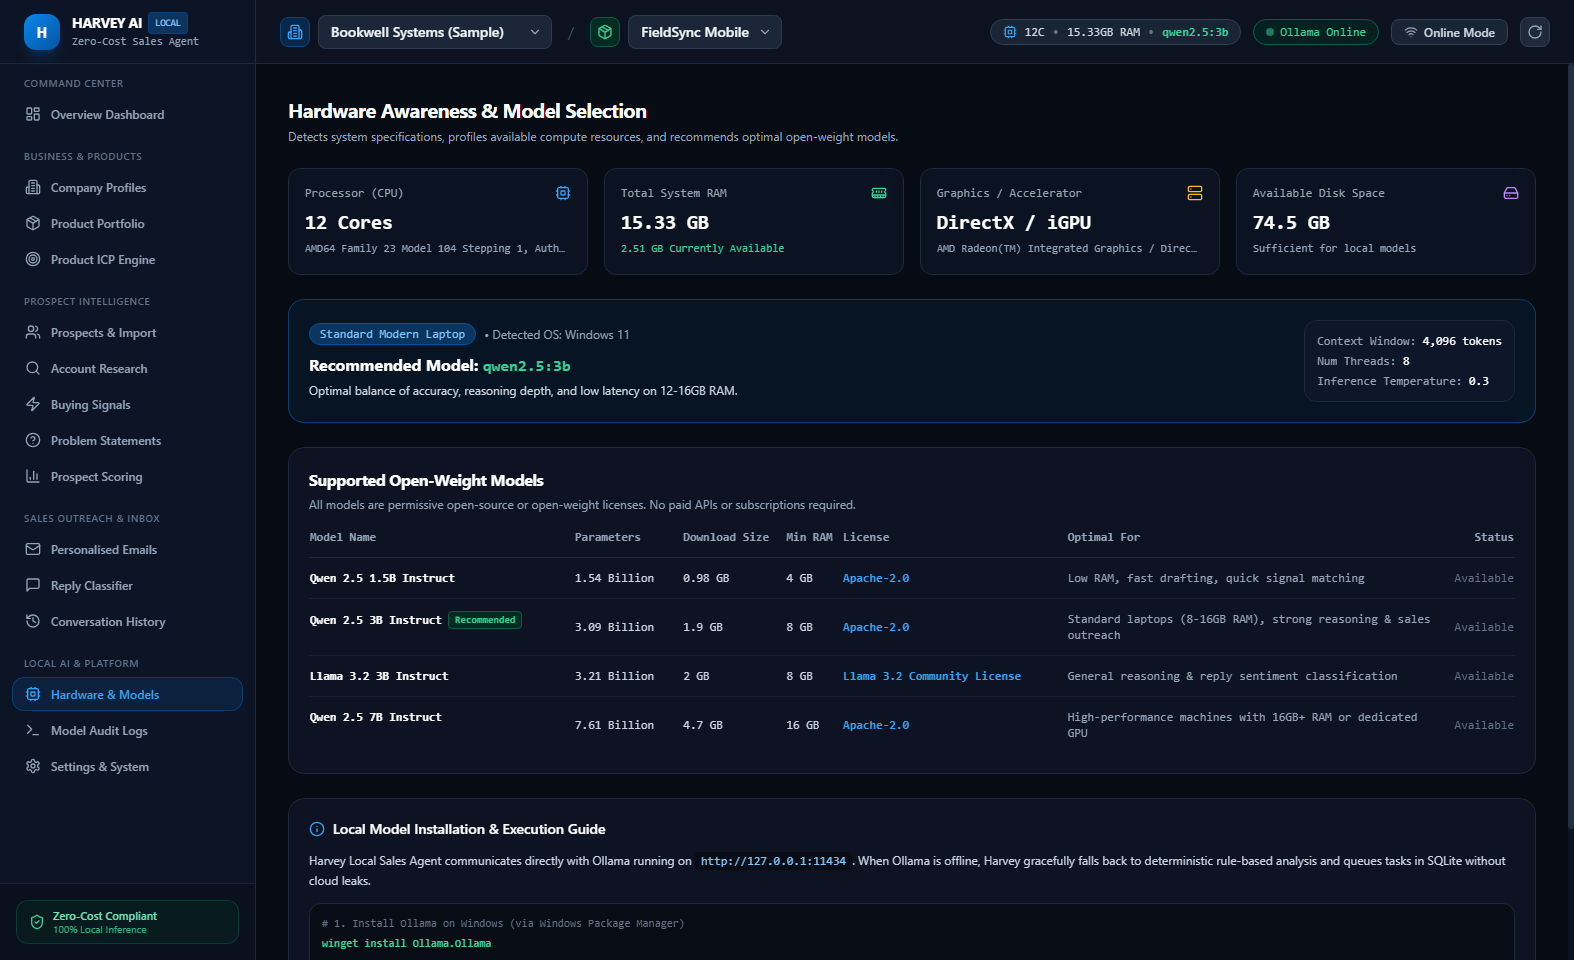 H
HARVEY AI LOCAL
Zero-Cost Sales Agent
COMMAND CENTER
Overview Dashboard
BUSINESS & PRODUCTS
Company Profiles
Product Portfolio
Product ICP Engine
PROSPECT INTELLIGENCE
Prospects & Import
Account Research
Buying Signals
Problem Statements
Prospect Scoring
SALES OUTREACH & INBOX
Personalised Emails
Reply Classifier
Conversation History
LOCAL AI & PLATFORM
Hardware & Models
Model Audit Logs
Settings & System
Zero-Cost Compliant
100% Local Inference
Bookwell Systems (Sample) / FieldSync Mobile
12C • 15.33GB RAM • qwen2.5:3b
Ollama Online
Online Mode
Hardware Awareness & Model Selection
Detects system specifications, profiles available compute resources, and recommends optimal open-weight models.
Processor (CPU)
12 Cores
AMD64 Family 23 Model 104 Stepping 1, Auth…
Total System RAM
15.33 GB
2.51 GB Currently Available
Graphics / Accelerator
DirectX / iGPU
AMD Radeon(TM) Integrated Graphics / Direc…
Available Disk Space
74.5 GB
Sufficient for local models
Standard Modern Laptop • Detected OS: Windows 11
Recommended Model: qwen2.5:3b
Optimal balance of accuracy, reasoning depth, and low latency on 12-16GB RAM.
Context Window: 4,096 tokens
Num Threads: 8
Inference Temperature: 0.3
Supported Open-Weight Models
All models are permissive open-source or open-weight licenses. No paid APIs or subscriptions required.
Model Name Parameters Download Size Min RAM License Optimal For Status
Qwen 2.5 1.5B Instruct 1.54 Billion 0.98 GB 4 GB Apache-2.0 Low RAM, fast drafting, quick signal matching Available
Qwen 2.5 3B Instruct Recommended 3.09 Billion 1.9 GB 8 GB Apache-2.0 Standard laptops (8-16GB RAM), strong reasoning & sales
outreach Available
Llama 3.2 3B Instruct 3.21 Billion 2 GB 8 GB Llama 3.2 Community License General reasoning & reply sentiment classification Available
Qwen 2.5 7B Instruct 7.61 Billion 4.7 GB 16 GB Apache-2.0 High-performance machines with 16GB+ RAM or dedicated
GPU Available
Local Model Installation & Execution Guide
Harvey Local Sales Agent communicates directly with Ollama running on http://127.0.0.1:11434 . When Ollama is offline, Harvey gracefully falls back to deterministic rule-based analysis and queues tasks in SQLite without
cloud leaks.
# 1. Install Ollama on Windows (via Windows Package Manager)
winget install Ollama.Ollama